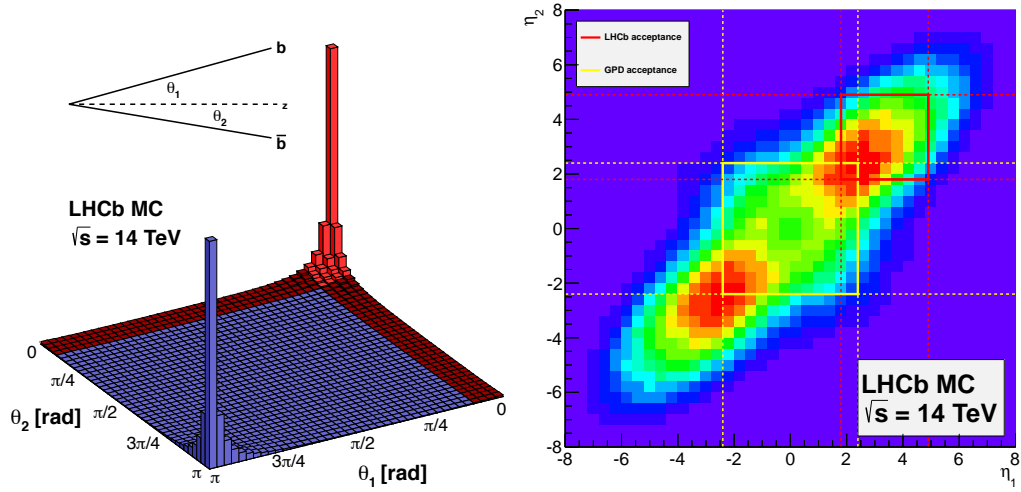 b
θ1
z
θ2
b̅
LHCb MC
√s = 14 TeV
0
π/4
π/2
3π/4
π
θ2 [rad]
π
3π/4
π/2
π/4
0
θ1 [rad]
η2
8
6
4
2
0
-2
-4
-6
-8
LHCb acceptance
GPD acceptance
LHCb MC
√s = 14 TeV
-8 -6 -4 -2 0 2 4 6 8
η1